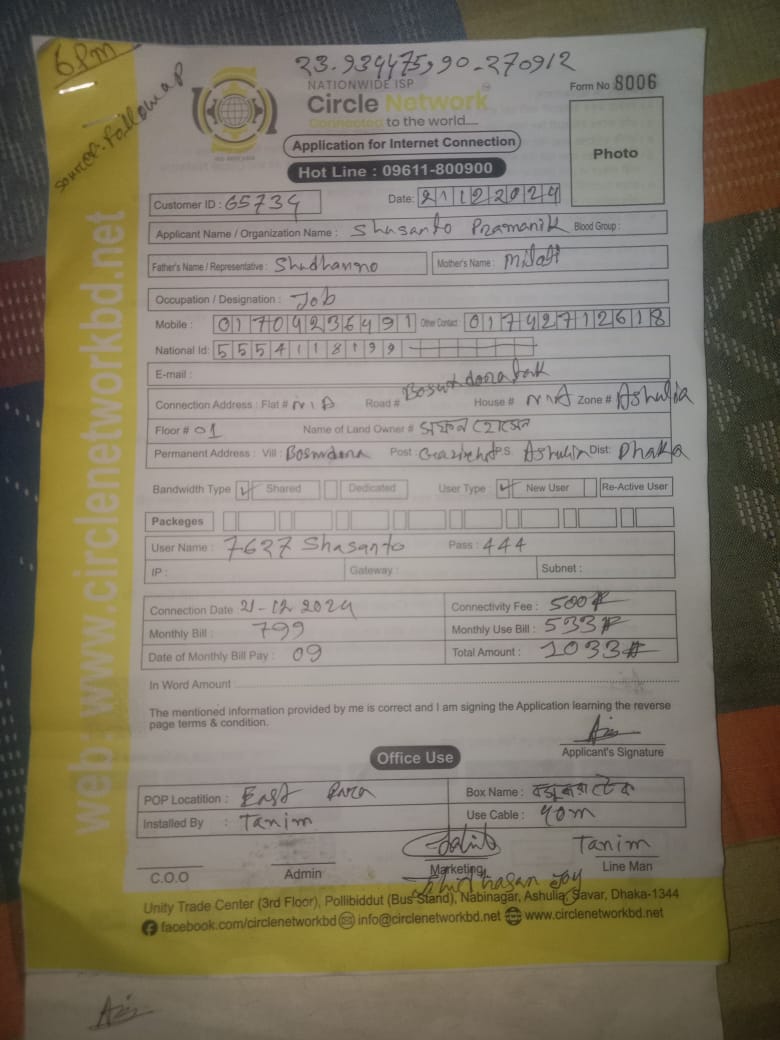 6Pm
23.934475,90.270912
Source: Follow up
NATIONWIDE ISP
Form No 8006
Circle Network
Connected to the world....
Application for Internet Connection
Photo
Hot Line : 09611-800900
Customer ID : 65734 Date: 21122024
Applicant Name / Organization Name : Shasanto Pramanik Blood Group :
Father's Name / Representative : Mother's Name :
Occupation / Designation : Job
Mobile : 01704236491 Other Contact 01742712618
National Id: 5554118199
E-mail :
Connection Address : Flat # N/A Road # House # N/A Zone # Ashulia
Floor # 01 Name of Land Owner #
Permanent Address : Vill : Post : P.S Ashulia Dist: Dhaka
Bandwidth Type Shared Dedicated User Type : New User Re-Active User
Packeges
User Name : 7627 Shasanto Pass : 444
IP : Gateway : Subnet :
Connection Date 21-12 2024 Connectivity Fee : 500
Monthly Bill : 799 Monthly Use Bill : 533
Date of Monthly Bill Pay : 09 Total Amount : 1033
In Word Amount
The mentioned information provided by me is correct and I am signing the Application learning the reverse
page terms & condition.
Applicant's Signature
Office Use
POP Locatition : East Para Box Name :
Installed By : Tanim Use Cable : 40m
Tanim
C.O.O Admin Marketing Line Man
Hasan Joy
Unity Trade Center (3rd Floor), Pollibiddut (Bus Stand), Nabinagar, Ashulia, Savar, Dhaka-1344
facebook.com/circlenetworkbd info@circlenetworkbd.net www.circlenetworkbd.net
web: www.circlenetworkbd.net